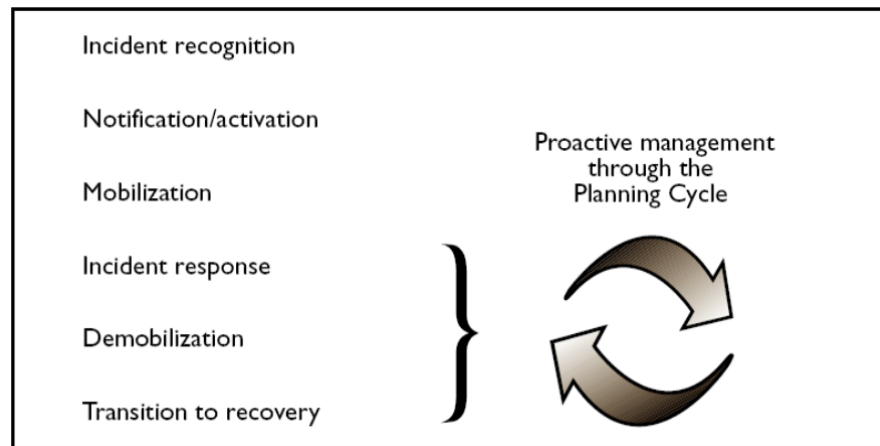 Incident recognition
Notification/activation
Mobilization
Incident response
Demobilization
Transition to recovery
Proactive management
through the
Planning Cycle